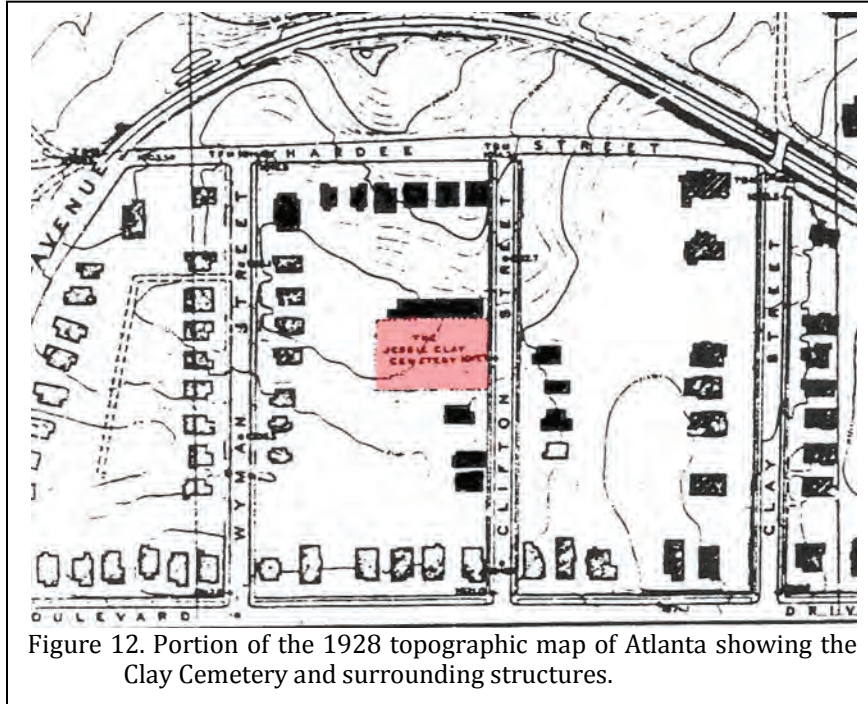 HARDEE STREET
AVENUE
WYMAN STREET
THE
JESSIE CLAY
CEMETERY
CLIFTON STREET
CLAY STREET
OULEVARD
DRIV
Figure 12. Portion of the 1928 topographic map of Atlanta showing the
Clay Cemetery and surrounding structures.